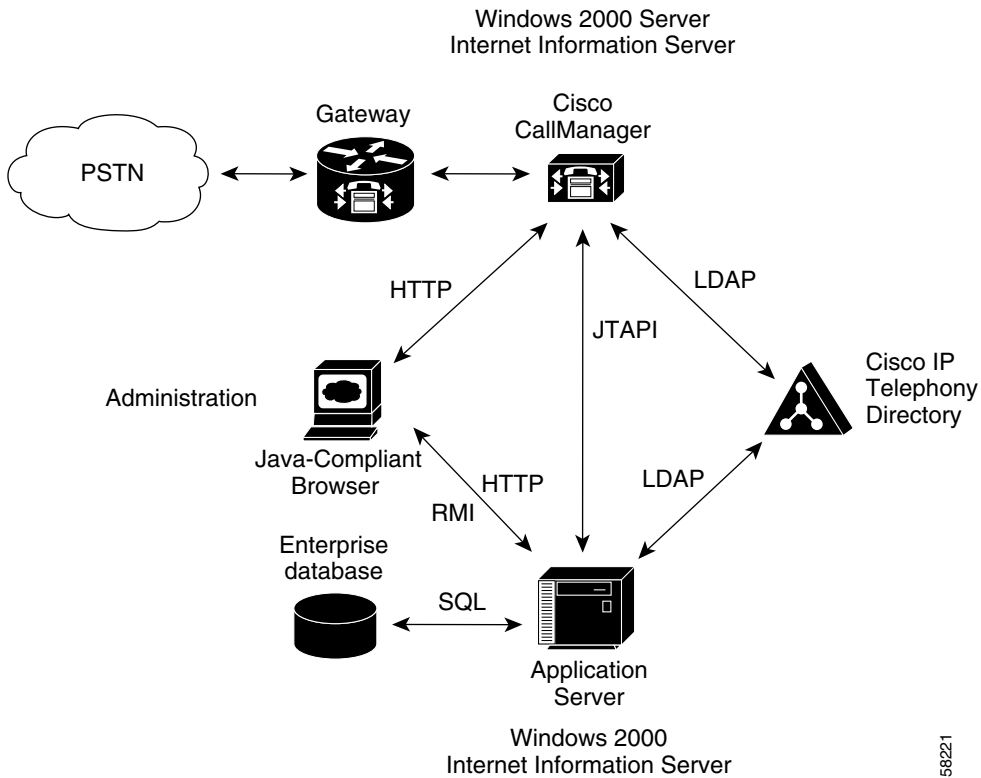 Windows 2000 Server
Internet Information Server
Gateway
Cisco
CallManager
PSTN
HTTP
LDAP
JTAPI
Administration
Cisco IP
Telephony
Directory
Java-Compliant
Browser
HTTP
RMI
LDAP
Enterprise
database
SQL
Application
Server
Windows 2000
Internet Information Server
58221